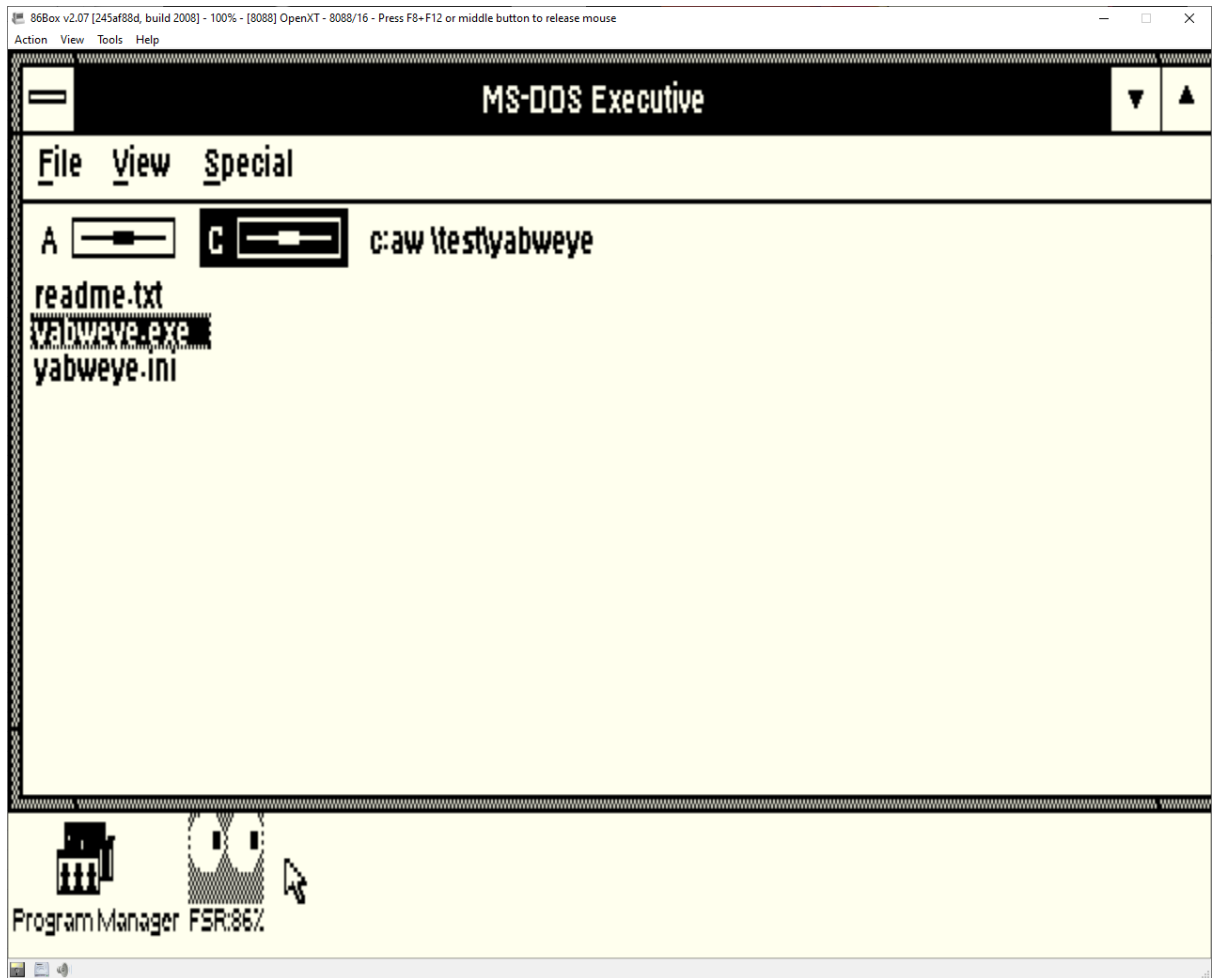 86Box v2.07 [245af88d, build 2008] - 100% - [8088] OpenXT - 8088/16 - Press F8+F12 or middle button to release mouse
Action View Tools Help
MS-DOS Executive
File View Special
A C c:aw \test\yabweye
readme.txt
yabweye.exe
yabweye.ini
Program Manager FSR:86%